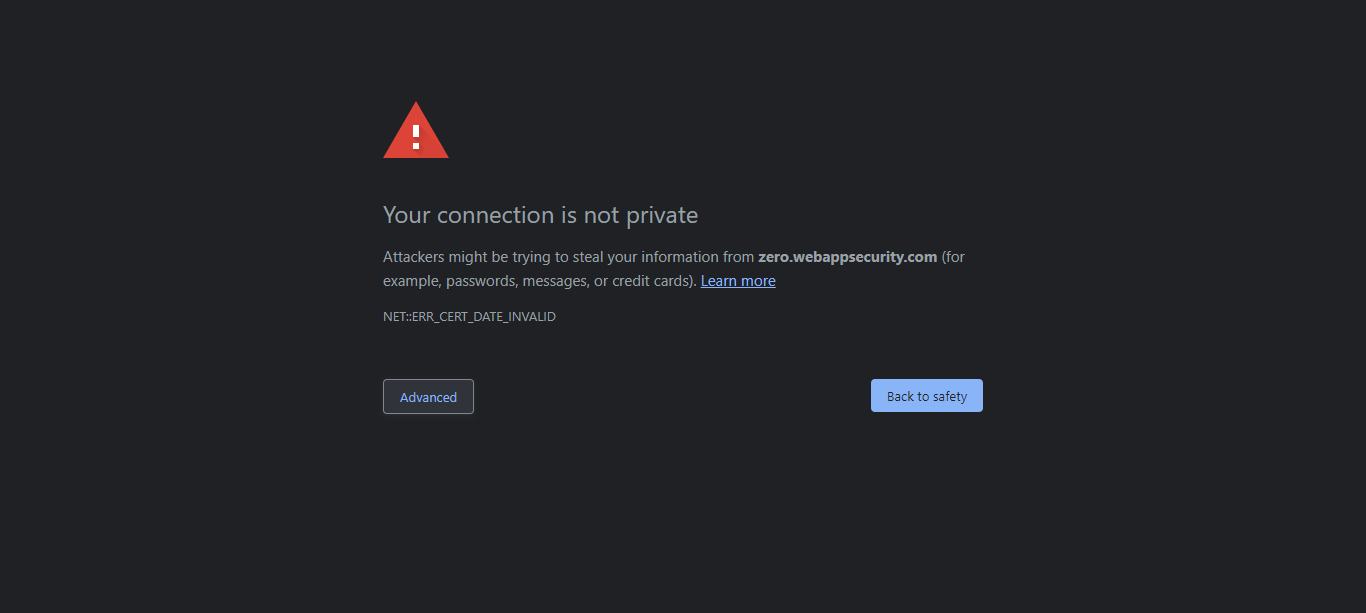 Your connection is not private
Attackers might be trying to steal your information from zero.webappsecurity.com (for
example, passwords, messages, or credit cards). Learn more
NET::ERR_CERT_DATE_INVALID
Advanced
Back to safety